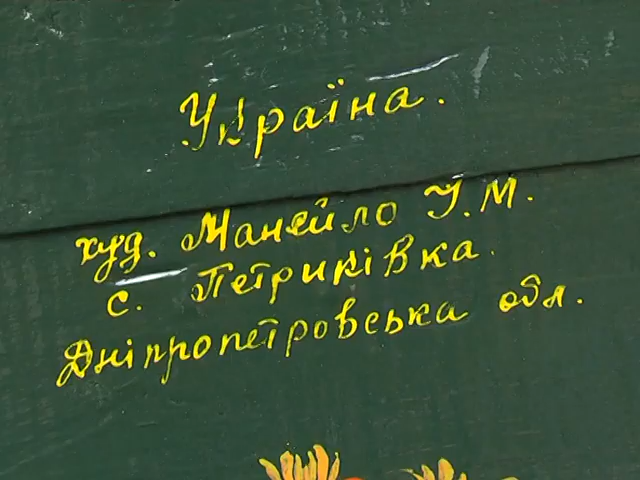 Україна.
худ. Манейло І. М.
с. Петриківка.
Дніпропетровська обл.